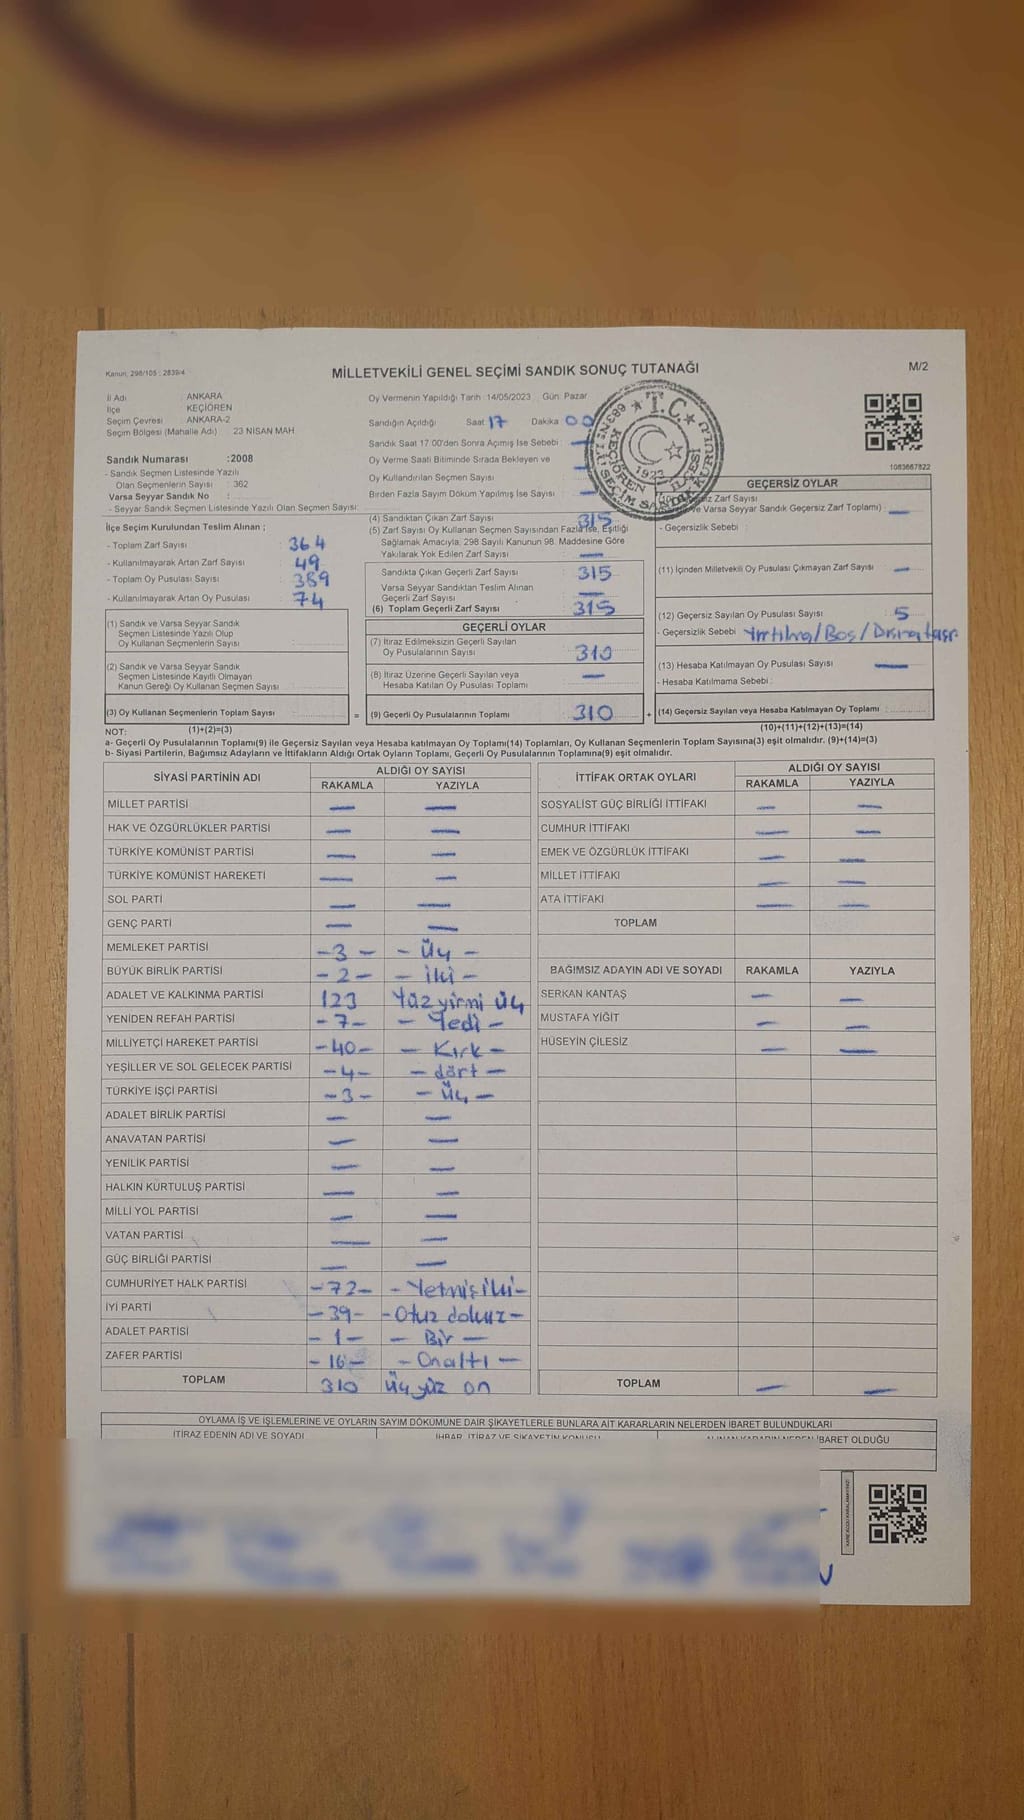 Kanun: 298/105 : 2839/4
MİLLETVEKİLİ GENEL SEÇİMİ SANDIK SONUÇ TUTANAĞI
M/2
İl Adı : ANKARA
İlçe : KEÇİÖREN
Seçim Çevresi : ANKARA-2
Seçim Bölgesi (Mahalle Adı) : 23 NİSAN MAH
Sandık Numarası :2008
- Sandık Seçmen Listesinde Yazılı
Olan Seçmenlerin Sayısı : 362
Varsa Seyyar Sandık No :
- Seyyar Sandık Seçmen Listesinde Yazılı Olan Seçmen Sayısı:
İlçe Seçim Kurulundan Teslim Alınan ;
- Toplam Zarf Sayısı 364
- Kullanılmayarak Artan Zarf Sayısı 49
- Toplam Oy Pusulası Sayısı 389
- Kullanılmayarak Artan Oy Pusulası 74
(1) Sandık ve Varsa Seyyar Sandık
Seçmen Listesinde Yazılı Olup
Oy Kullanan Seçmenlerin Sayısı
(2) Sandık ve Varsa Seyyar Sandık
Seçmen Listesinde Kayıtlı Olmayan
Kanun Gereği Oy Kullanan Seçmen Sayısı
(3) Oy Kullanan Seçmenlerin Toplam Sayısı
(1)+(2)=(3)
Oy Vermenin Yapıldığı Tarih :14/05/2023 Gün: Pazar
Sandığın Açıldığı Saat 17 Dakika 00
Sandık Saat 17:00'den Sonra Açımış İse Sebebi : —
Oy Verme Saati Bitiminde Sırada Bekleyen ve
Oy Kullandırılan Seçmen Sayısı —
Birden Fazla Sayım Döküm Yapılmış İse Sayısı —
(4) Sandıktan Çıkan Zarf Sayısı 315
(5) Zarf Sayısı Oy Kullanan Seçmen Sayısından Fazla İse, Eşitliği
Sağlamak Amacıyla, 298 Sayılı Kanunun 98. Maddesine Göre
Yakılarak Yok Edilen Zarf Sayısı —
Sandıkta Çıkan Geçerli Zarf Sayısı 315
Varsa Seyyar Sandıktan Teslim Alınan
Geçerli Zarf Sayısı —
(6) Toplam Geçerli Zarf Sayısı 315
GEÇERLİ OYLAR
(7) İtiraz Edilmeksizin Geçerli Sayılan
Oy Pusulalarının Sayısı 310
(8) İtiraz Üzerine Geçerli Sayılan veya
Hesaba Katılan Oy Pusulası Toplamı —
= (9) Geçerli Oy Pusulalarının Toplamı 310 +
T.C.
KEÇİÖREN İLÇESİ
1923
1083667822
GEÇERSİZ OYLAR
Zarf Sayısı
Varsa Seyyar Sandık Geçersiz Zarf Toplamı) : —
- Geçersizlik Sebebi
(11) İçinden Milletvekili Oy Pusulası Çıkmayan Zarf Sayısı —
(12) Geçersiz Sayılan Oy Pusulası Sayısı : 5
- Geçersizlik Sebebi Yırtılma/Boş/
(13) Hesaba Katılmayan Oy Pusulası Sayısı —
- Hesaba Katılmama Sebebi :
(14) Geçersiz Sayılan veya Hesaba Katılmayan Oy Toplamı
(10)+(11)+(12)+(13)=(14)
NOT:
a- Geçerli Oy Pusulalarının Toplamı(9) ile Geçersiz Sayılan veya Hesaba katılmayan Oy Toplamı(14) Toplamları, Oy Kullanan Seçmenlerin Toplam Sayısına(3) eşit olmalıdır. (9)+(14)=(3)
b- Siyasi Partilerin, Bağımsız Adayların ve İttifakların Aldığı Ortak Oyların Toplamı, Geçerli Oy Pusulalarının Toplamına(9) eşit olmalıdır.
SİYASİ PARTİNİN ADI ALDIĞI OY SAYISI
RAKAMLA YAZIYLA
MİLLET PARTİSİ — —
HAK VE ÖZGÜRLÜKLER PARTİSİ — —
TÜRKİYE KOMÜNİST PARTİSİ — —
TÜRKİYE KOMÜNİST HAREKETİ — —
SOL PARTİ — —
GENÇ PARTİ — —
MEMLEKET PARTİSİ -3- - Üç -
BÜYÜK BİRLİK PARTİSİ -2- - İki -
ADALET VE KALKINMA PARTİSİ 123 Yüz yirmi üç
YENİDEN REFAH PARTİSİ -7- - Yedi -
MİLLİYETÇİ HAREKET PARTİSİ -40- - Kırk -
YEŞİLLER VE SOL GELECEK PARTİSİ -4- - dört -
TÜRKİYE İŞÇİ PARTİSİ -3- - Üç -
ADALET BİRLİK PARTİSİ — —
ANAVATAN PARTİSİ — —
YENİLİK PARTİSİ — —
HALKIN KURTULUŞ PARTİSİ — —
MİLLİ YOL PARTİSİ — —
VATAN PARTİSİ — —
GÜÇ BİRLİĞİ PARTİSİ — —
CUMHURİYET HALK PARTİSİ -72- - Yetmiş iki -
İYİ PARTİ -39- - Otuz dokuz -
ADALET PARTİSİ -1- - Bir -
ZAFER PARTİSİ -16- - Onaltı -
TOPLAM 310 Üçyüz on
İTTİFAK ORTAK OYLARI ALDIĞI OY SAYISI
RAKAMLA YAZIYLA
SOSYALİST GÜÇ BİRLİĞİ İTTİFAKI — —
CUMHUR İTTİFAKI — —
EMEK VE ÖZGÜRLÜK İTTİFAKI — —
MİLLET İTTİFAKI — —
ATA İTTİFAKI — —
TOPLAM
BAĞIMSIZ ADAYIN ADI VE SOYADI RAKAMLA YAZIYLA
SERKAN KANTAŞ — —
MUSTAFA YİĞİT — —
HÜSEYİN ÇİLESİZ — —
TOPLAM — —
OYLAMA İŞ VE İŞLEMLERİNE VE OYLARIN SAYIM DÖKÜMÜNE DAİR ŞİKAYETLERLE BUNLARA AİT KARARLARIN NELERDEN İBARET BULUNDUKLARI
İTİRAZ EDENİN ADI VE SOYADI İHBAR, İTİRAZ VE ŞİKAYETİN KONUSU ALINAN KARARIN NEDEN İBARET OLDUĞU